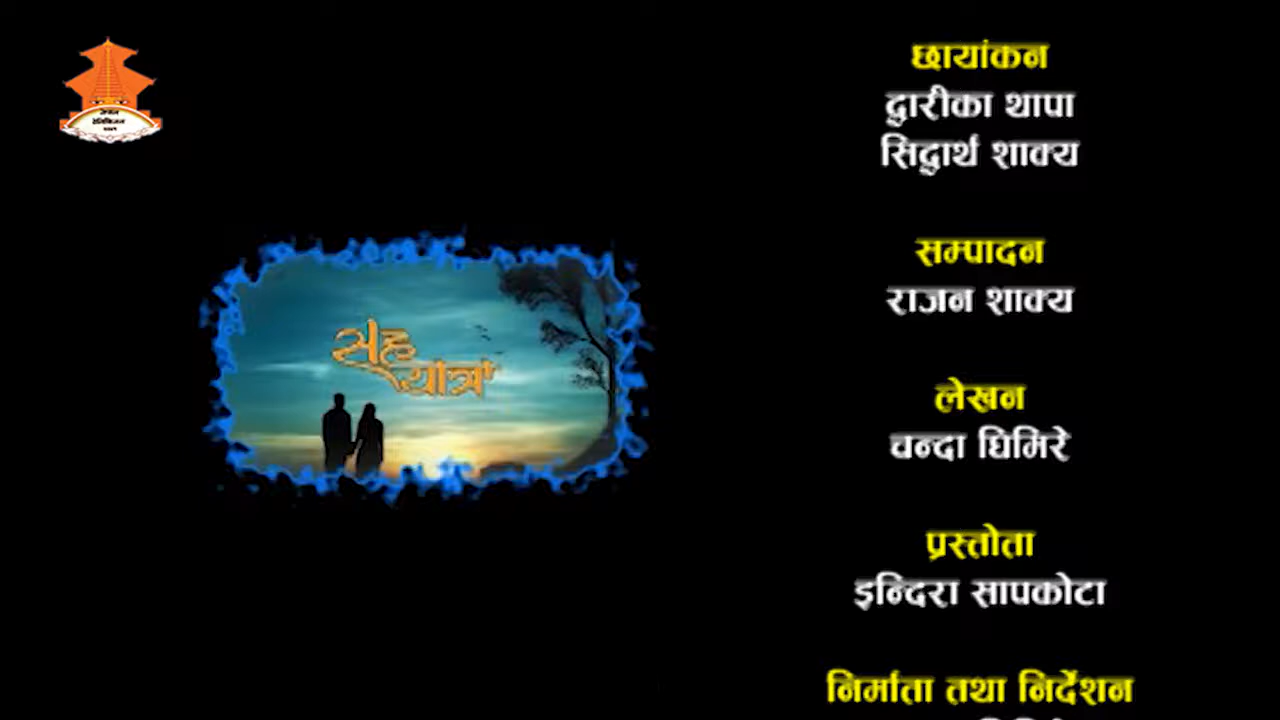 छायांकन
द्वारीका थापा
सिद्धार्थ शाक्य
सम्पादन
राजन शाक्य
लेखन
चन्दा घिमिरे
प्रस्तोता
इन्दिरा सापकोटा
निर्माता तथा निर्देशन
सह
यात्रा